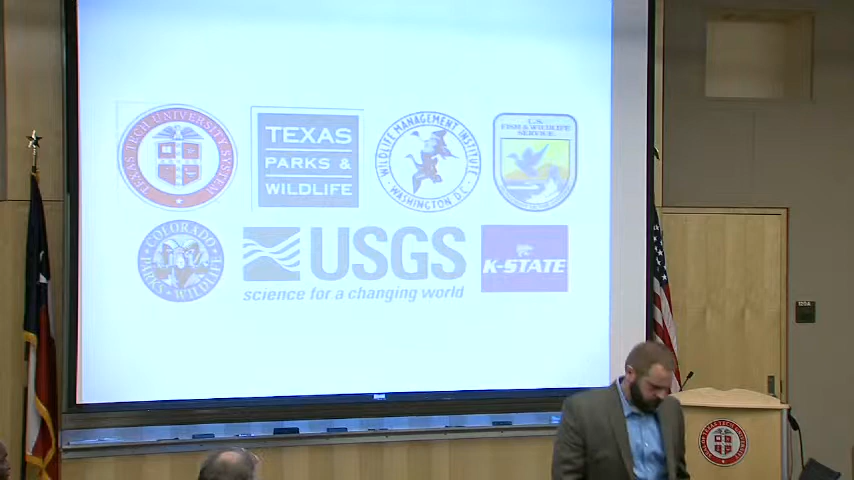 TEXAS TECH UNIVERSITY SYSTEM
TEXAS
PARKS &
WILDLIFE
WILDLIFE MANAGEMENT INSTITUTE
WASHINGTON D.C.
U.S.
FISH & WILDLIFE
SERVICE
COLORADO
PARKS & WILDLIFE
USGS
science for a changing world
K-STATE